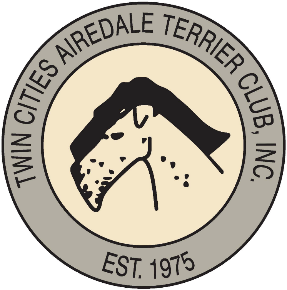 TWIN CITIES AIREDALE TERRIER CLUB, INC.
EST. 1975